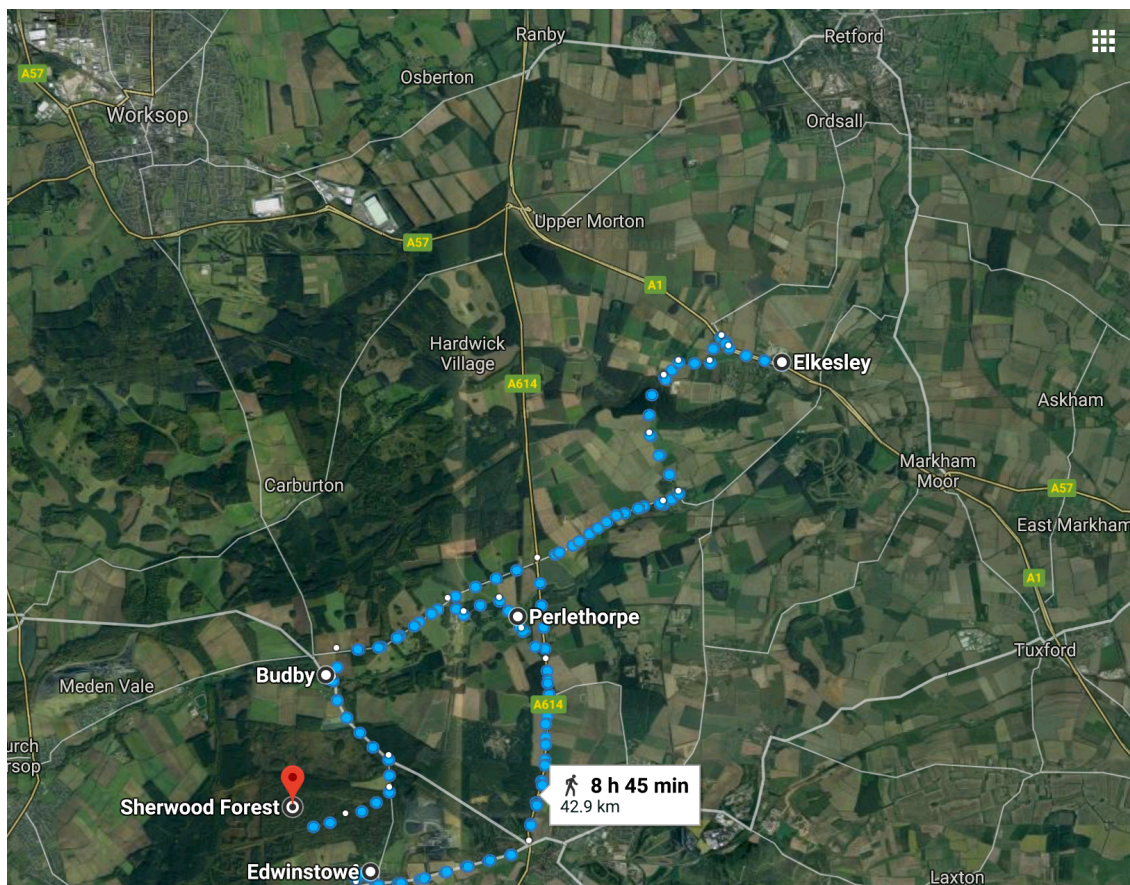 Ranby
Retford
A57
Osberton
Worksop
Ordsall
Upper Morton
A57
A1
Hardwick
Village
Elkesley
A614
Askham
Markham
Moor
Carburton
A57
East Markham
A1
Perlethorpe
Tuxford
Budby
Meden Vale
A614
urch
rsop
8 h 45 min
42.9 km
Sherwood Forest
Edwinstowe
Laxton